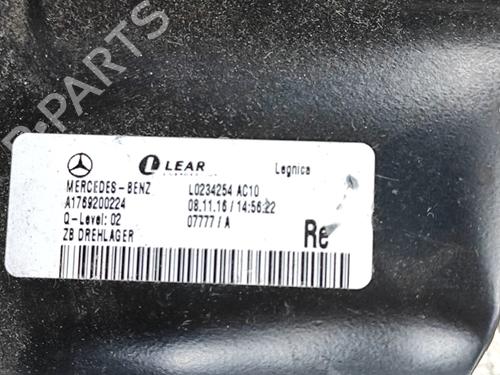 B-PARTS
LEAR
Legnica
MERCEDES-BENZ L0234254 AC10
A1769200224 08.11.16 / 14:56:22
Q-Level: 02 07777 / A
ZB DREHLAGER
Re